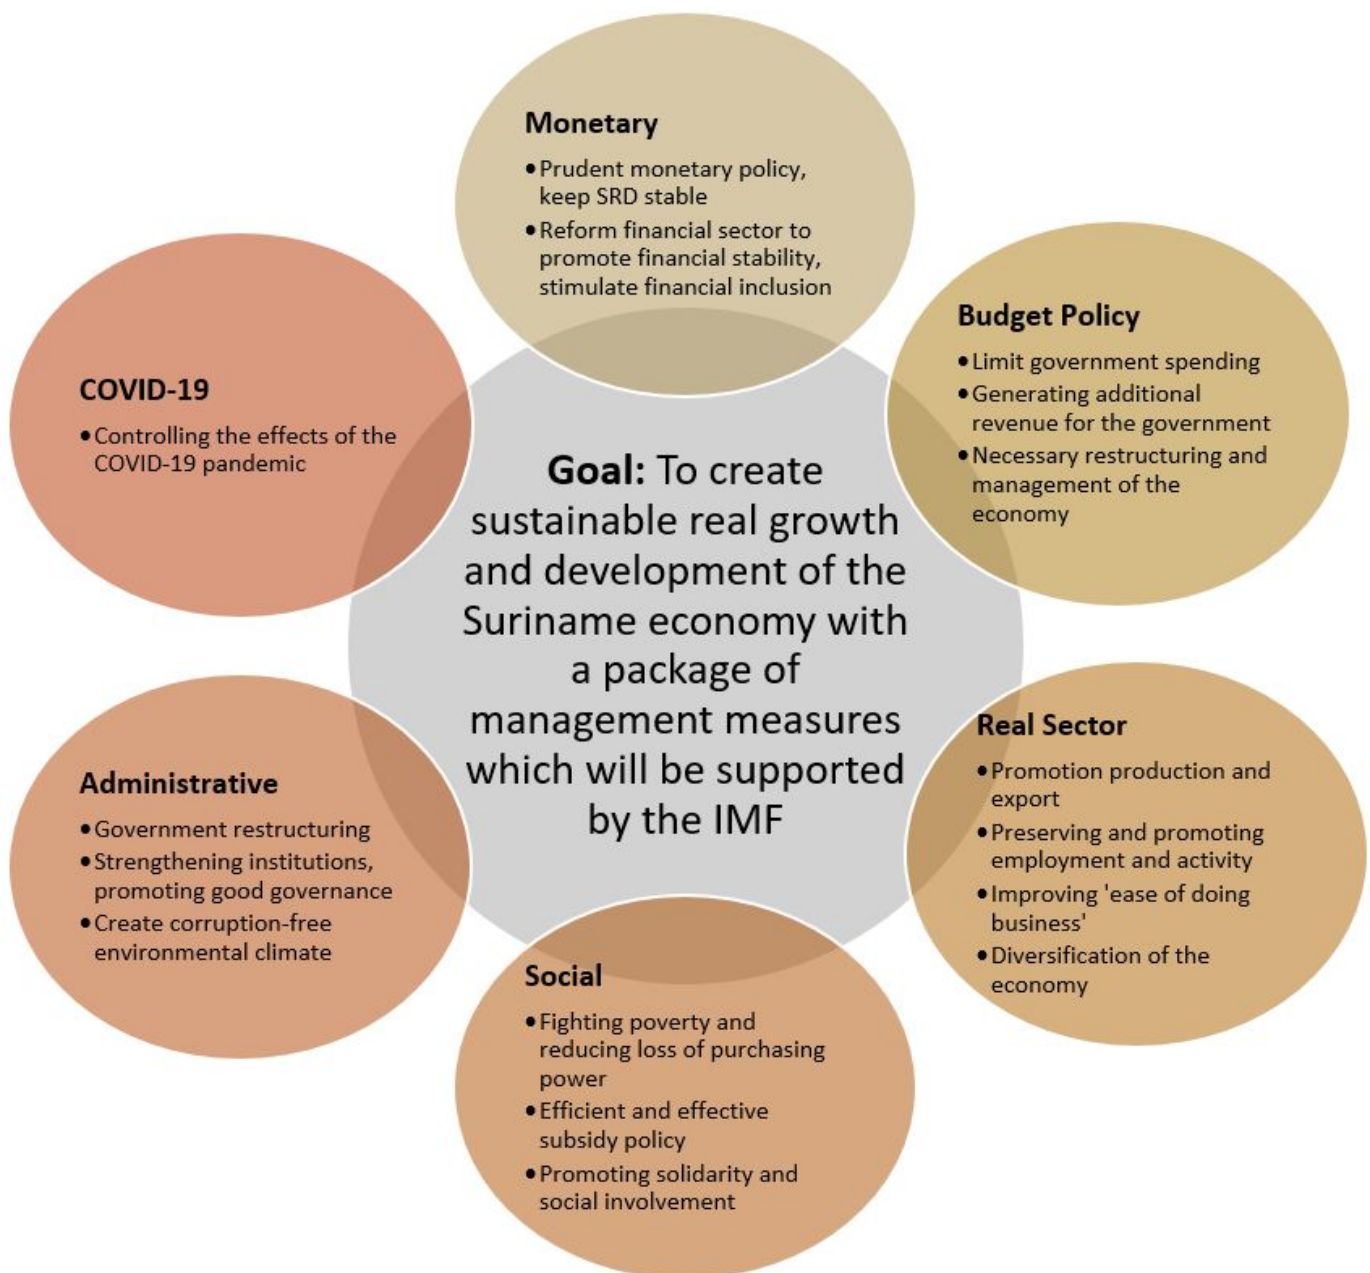 Monetary
•Prudent monetary policy,
keep SRD stable
•Reform financial sector to
promote financial stability,
stimulate financial inclusion
Budget Policy
•Limit government spending
•Generating additional
revenue for the government
•Necessary restructuring and
management of the
economy
Real Sector
•Promotion production and
export
•Preserving and promoting
employment and activity
•Improving 'ease of doing
business'
•Diversification of the
economy
Social
•Fighting poverty and
reducing loss of purchasing
power
•Efficient and effective
subsidy policy
•Promoting solidarity and
social involvement
Administrative
•Government restructuring
•Strengthening institutions,
promoting good governance
•Create corruption-free
environmental climate
COVID-19
•Controlling the effects of the
COVID-19 pandemic
Goal: To create
sustainable real growth
and development of the
Suriname economy with
a package of
management measures
which will be supported
by the IMF